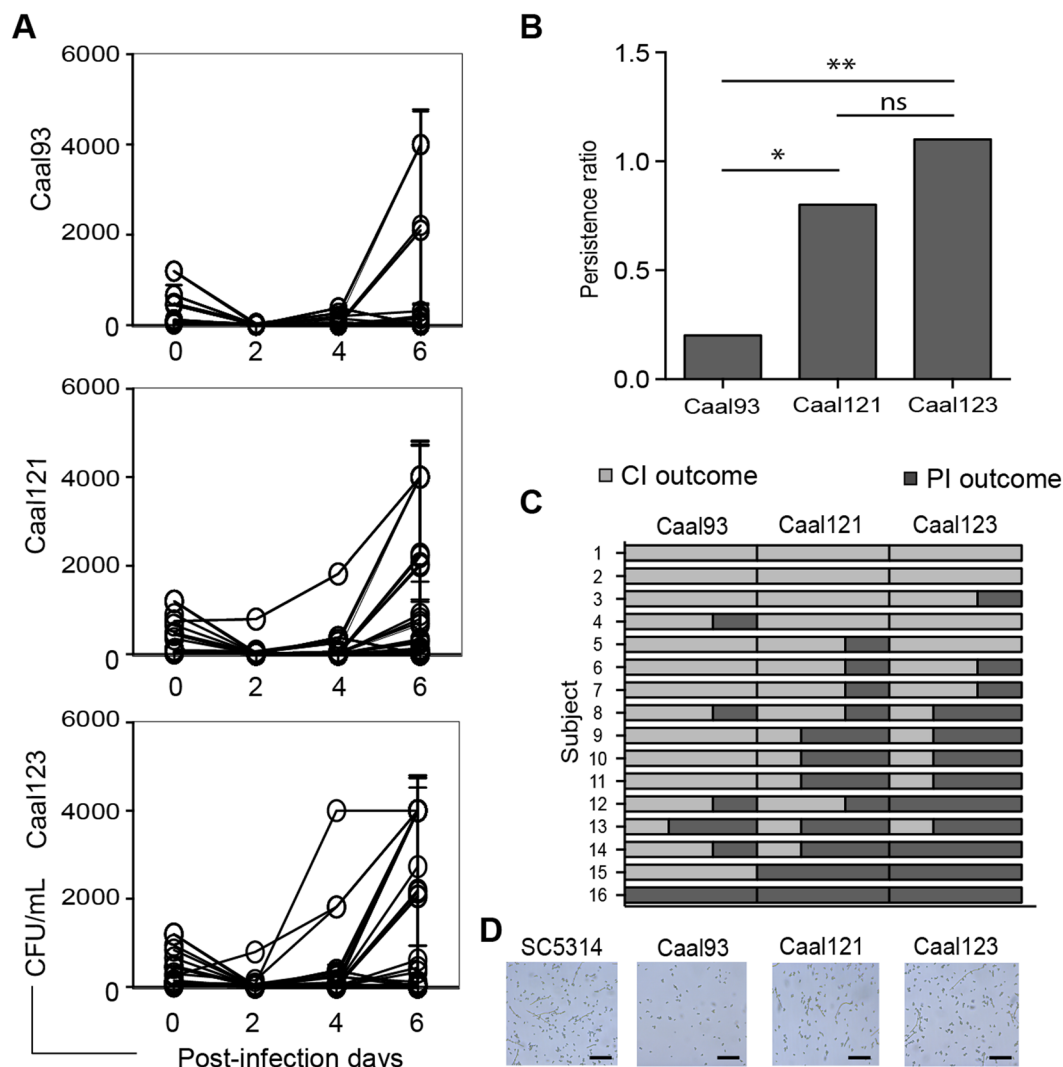 A
Caal93
6000
4000
2000
0
0 2 4 6
Caal121
6000
4000
2000
0
0 2 4 6
Caal123
CFU/mL
6000
4000
2000
0
0 2 4 6
Post-infection days
B
Persistence ratio
1.5
1.0
0.5
0.0
**
ns
*
Caal93 Caal121 Caal123
CI outcome PI outcome
C
Caal93 Caal121 Caal123
Subject
1
2
3
4
5
6
7
8
9
10
11
12
13
14
15
16
D
SC5314 Caal93 Caal121 Caal123